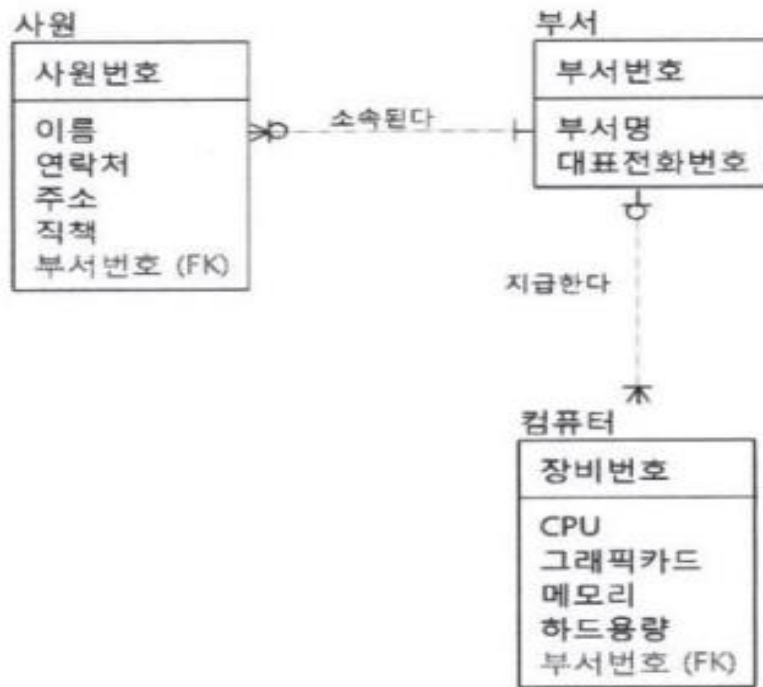 사원
사원번호
이름
연락처
주소
직책
부서번호 (FK)
소속된다
부서
부서번호
부서명
대표전화번호
지급한다
컴퓨터
장비번호
CPU
그래픽카드
메모리
하드용량
부서번호 (FK)